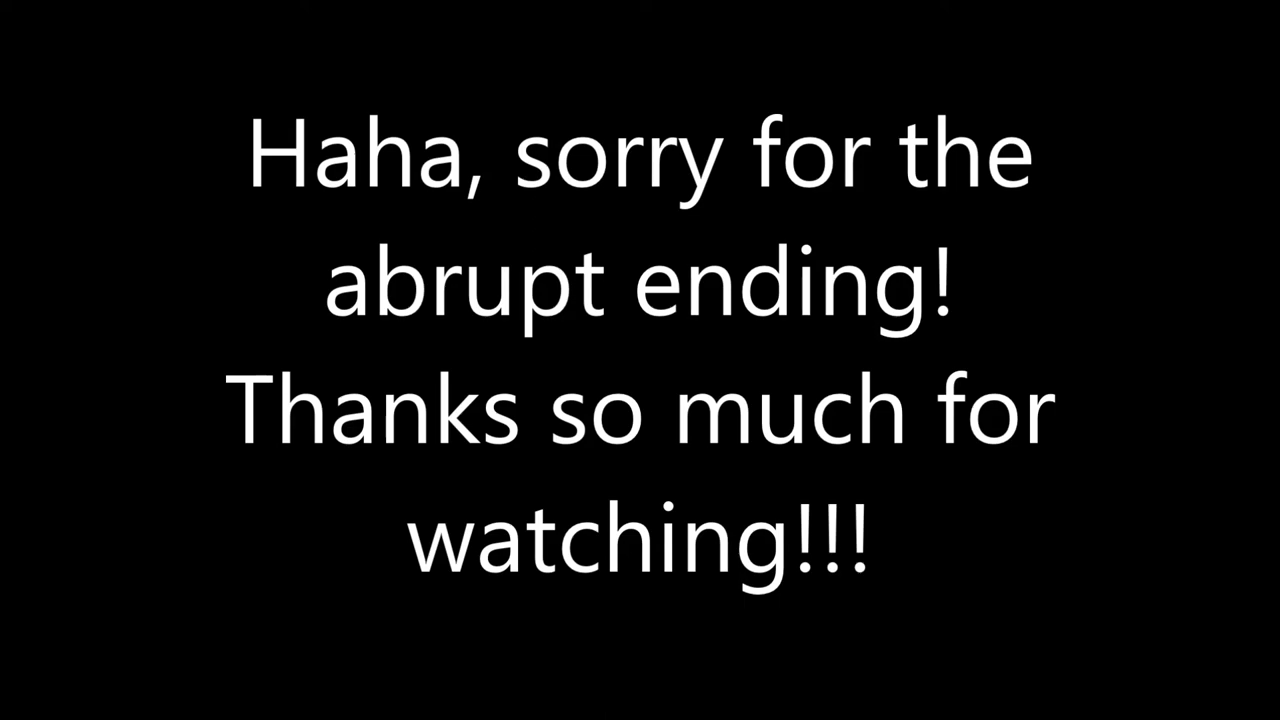 Haha, sorry for the
abrupt ending!
Thanks so much for
watching!!!